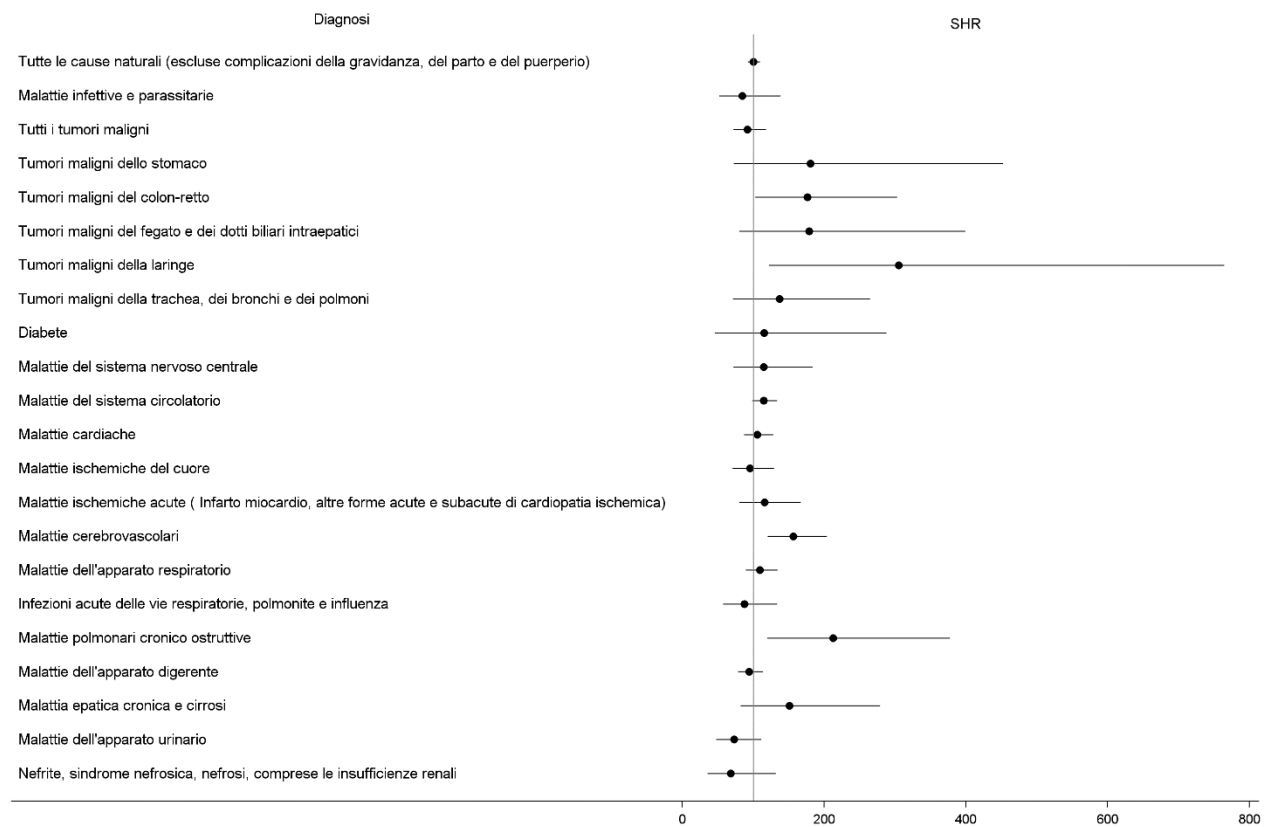 Diagnosi
SHR
Tutte le cause naturali (escluse complicazioni della gravidanza, del parto e del puerperio)
Malattie infettive e parassitarie
Tutti i tumori maligni
Tumori maligni dello stomaco
Tumori maligni del colon-retto
Tumori maligni del fegato e dei dotti biliari intraepatici
Tumori maligni della laringe
Tumori maligni della trachea, dei bronchi e dei polmoni
Diabete
Malattie del sistema nervoso centrale
Malattie del sistema circolatorio
Malattie cardiache
Malattie ischemiche del cuore
Malattie ischemiche acute ( Infarto miocardio, altre forme acute e subacute di cardiopatia ischemica)
Malattie cerebrovascolari
Malattie dell'apparato respiratorio
Infezioni acute delle vie respiratorie, polmonite e influenza
Malattie polmonari cronico ostruttive
Malattie dell'apparato digerente
Malattia epatica cronica e cirrosi
Malattie dell'apparato urinario
Nefrite, sindrome nefrosica, nefrosi, comprese le insufficienze renali
0 200 400 600 800